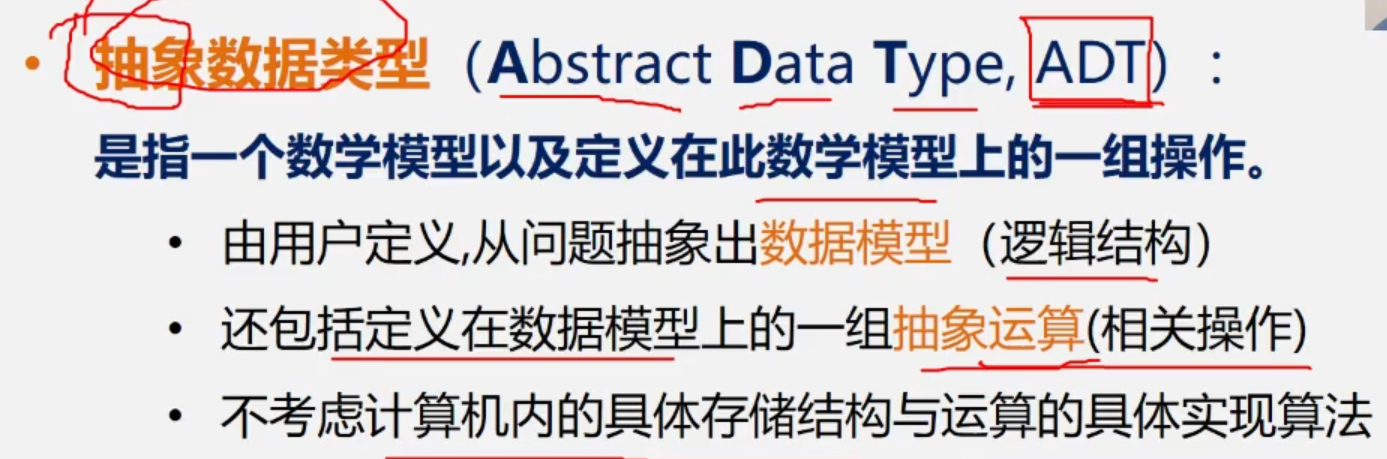 • 抽象数据类型（Abstract Data Type, ADT）：
是指一个数学模型以及定义在此数学模型上的一组操作。
• 由用户定义,从问题抽象出数据模型（逻辑结构）
• 还包括定义在数据模型上的一组抽象运算(相关操作)
• 不考虑计算机内的具体存储结构与运算的具体实现算法